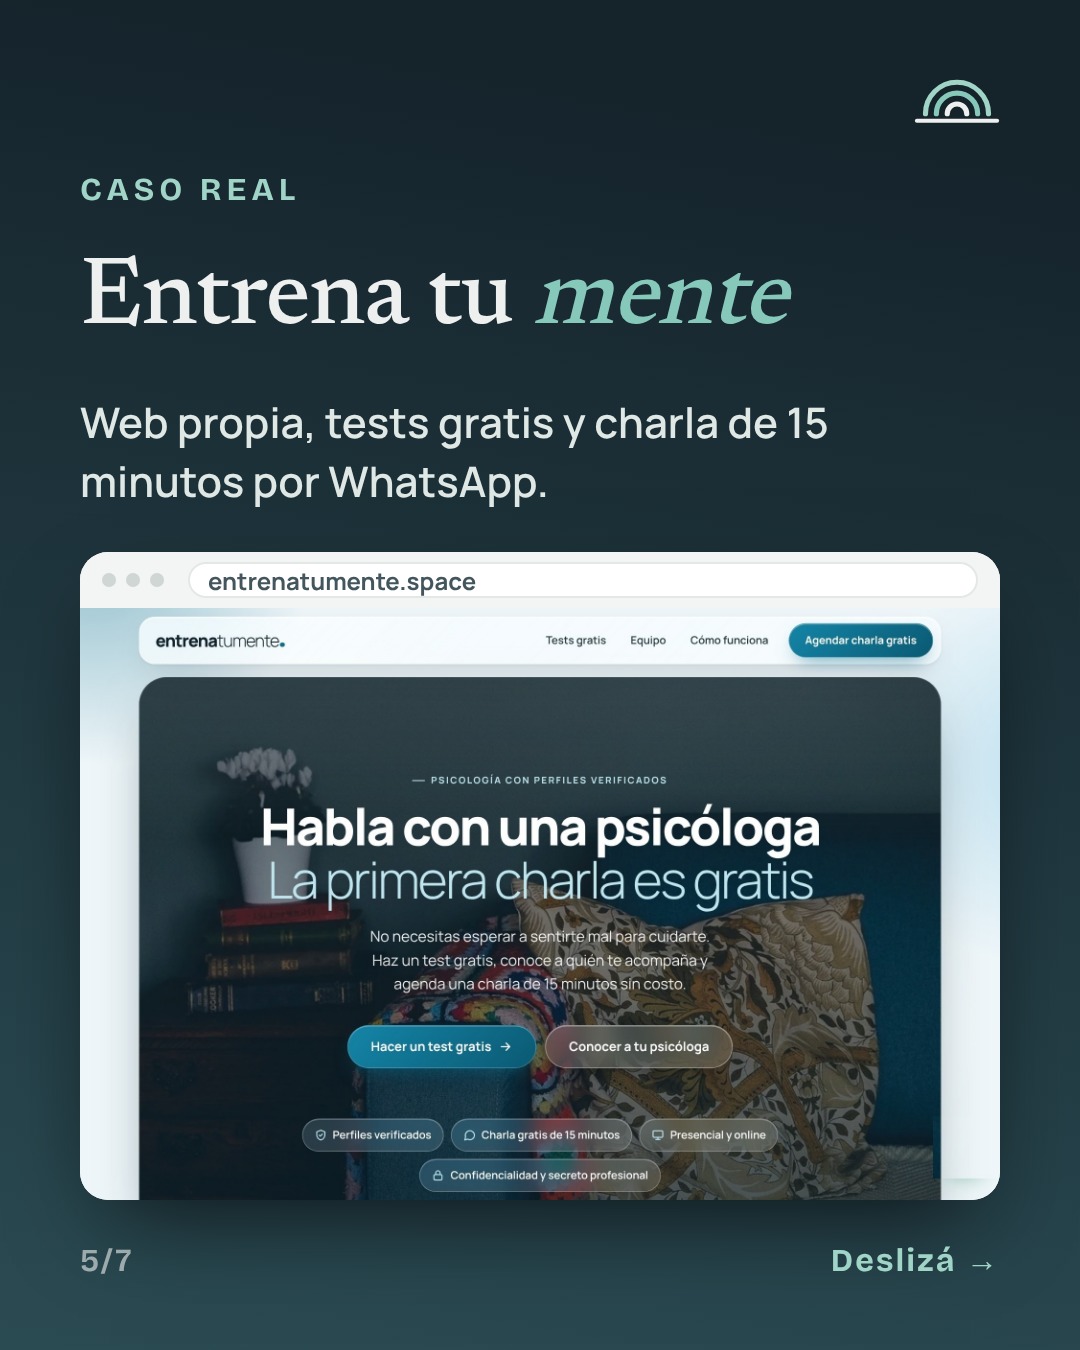 CASO REAL
Entrena tu mente
Web propia, tests gratis y charla de 15
minutos por WhatsApp.
entrenatumente.space
entrenatumente.
Tests gratis
Equipo
Cómo funciona
Agendar charla gratis
— PSICOLOGÍA CON PERFILES VERIFICADOS
Habla con una psicóloga
La primera charla es gratis
No necesitas esperar a sentirte mal para cuidarte.
Haz un test gratis, conoce a quién te acompaña y
agenda una charla de 15 minutos sin costo.
Hacer un test gratis →
Conocer a tu psicóloga
Perfiles verificados
Charla gratis de 15 minutos
Presencial y online
Confidencialidad y secreto profesional
5/7
Deslizá →